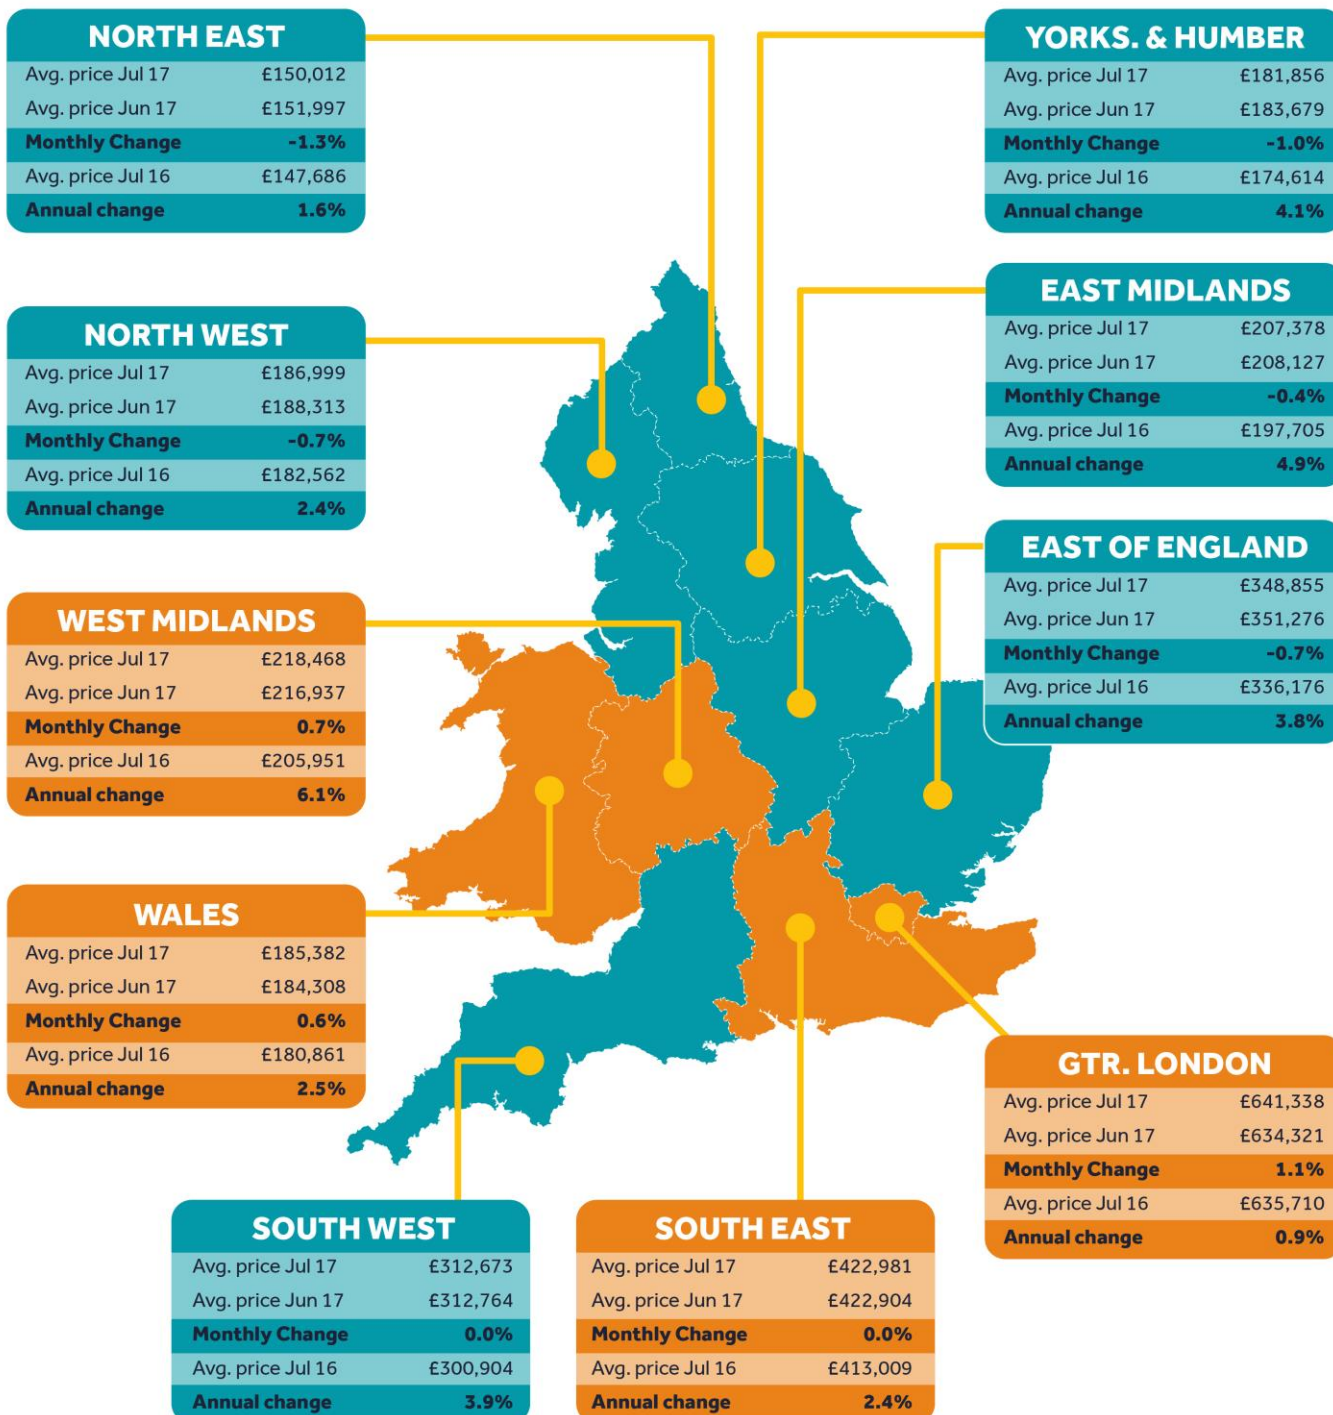 NORTH EAST
Avg. price Jul 17 £150,012
Avg. price Jun 17 £151,997
Monthly Change -1.3%
Avg. price Jul 16 £147,686
Annual change 1.6%
YORKS. & HUMBER
Avg. price Jul 17 £181,856
Avg. price Jun 17 £183,679
Monthly Change -1.0%
Avg. price Jul 16 £174,614
Annual change 4.1%
NORTH WEST
Avg. price Jul 17 £186,999
Avg. price Jun 17 £188,313
Monthly Change -0.7%
Avg. price Jul 16 £182,562
Annual change 2.4%
EAST MIDLANDS
Avg. price Jul 17 £207,378
Avg. price Jun 17 £208,127
Monthly Change -0.4%
Avg. price Jul 16 £197,705
Annual change 4.9%
EAST OF ENGLAND
Avg. price Jul 17 £348,855
Avg. price Jun 17 £351,276
Monthly Change -0.7%
Avg. price Jul 16 £336,176
Annual change 3.8%
WEST MIDLANDS
Avg. price Jul 17 £218,468
Avg. price Jun 17 £216,937
Monthly Change 0.7%
Avg. price Jul 16 £205,951
Annual change 6.1%
WALES
Avg. price Jul 17 £185,382
Avg. price Jun 17 £184,308
Monthly Change 0.6%
Avg. price Jul 16 £180,861
Annual change 2.5%
GTR. LONDON
Avg. price Jul 17 £641,338
Avg. price Jun 17 £634,321
Monthly Change 1.1%
Avg. price Jul 16 £635,710
Annual change 0.9%
SOUTH WEST
Avg. price Jul 17 £312,673
Avg. price Jun 17 £312,764
Monthly Change 0.0%
Avg. price Jul 16 £300,904
Annual change 3.9%
SOUTH EAST
Avg. price Jul 17 £422,981
Avg. price Jun 17 £422,904
Monthly Change 0.0%
Avg. price Jul 16 £413,009
Annual change 2.4%